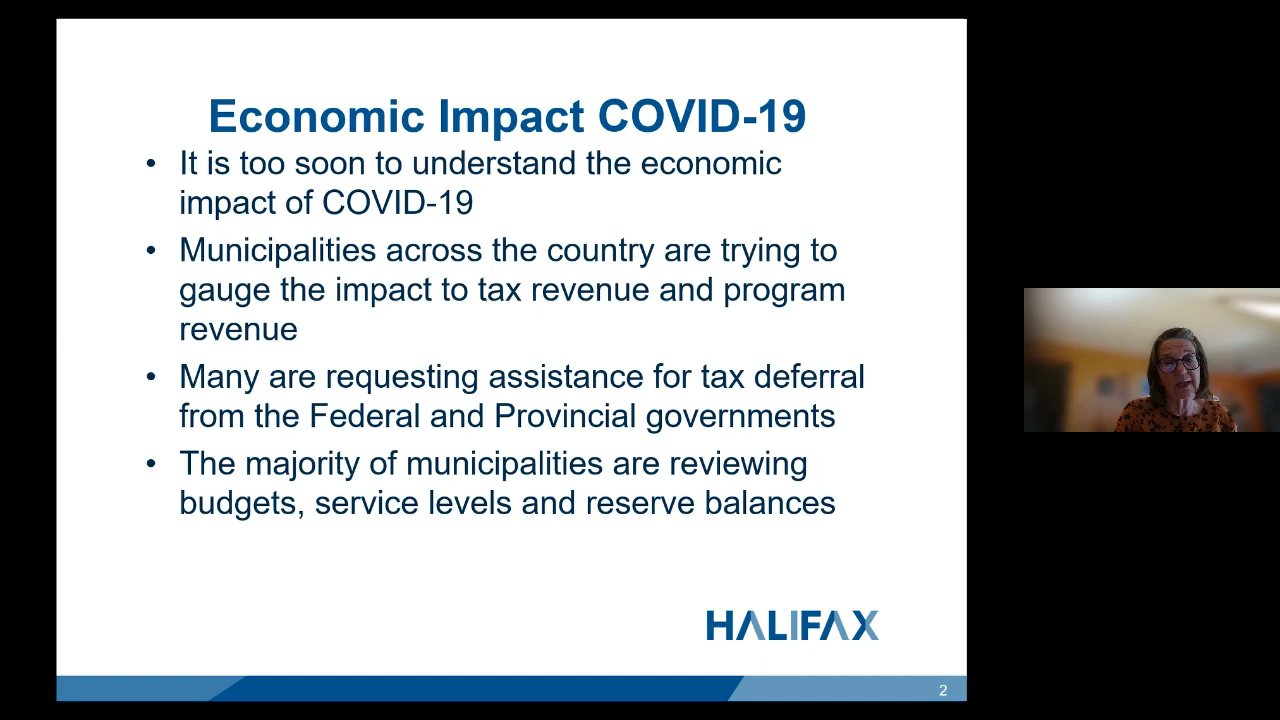 Economic Impact COVID-19
• It is too soon to understand the economic
impact of COVID-19
• Municipalities across the country are trying to
gauge the impact to tax revenue and program
revenue
• Many are requesting assistance for tax deferral
from the Federal and Provincial governments
• The majority of municipalities are reviewing
budgets, service levels and reserve balances
HALIFAX
2